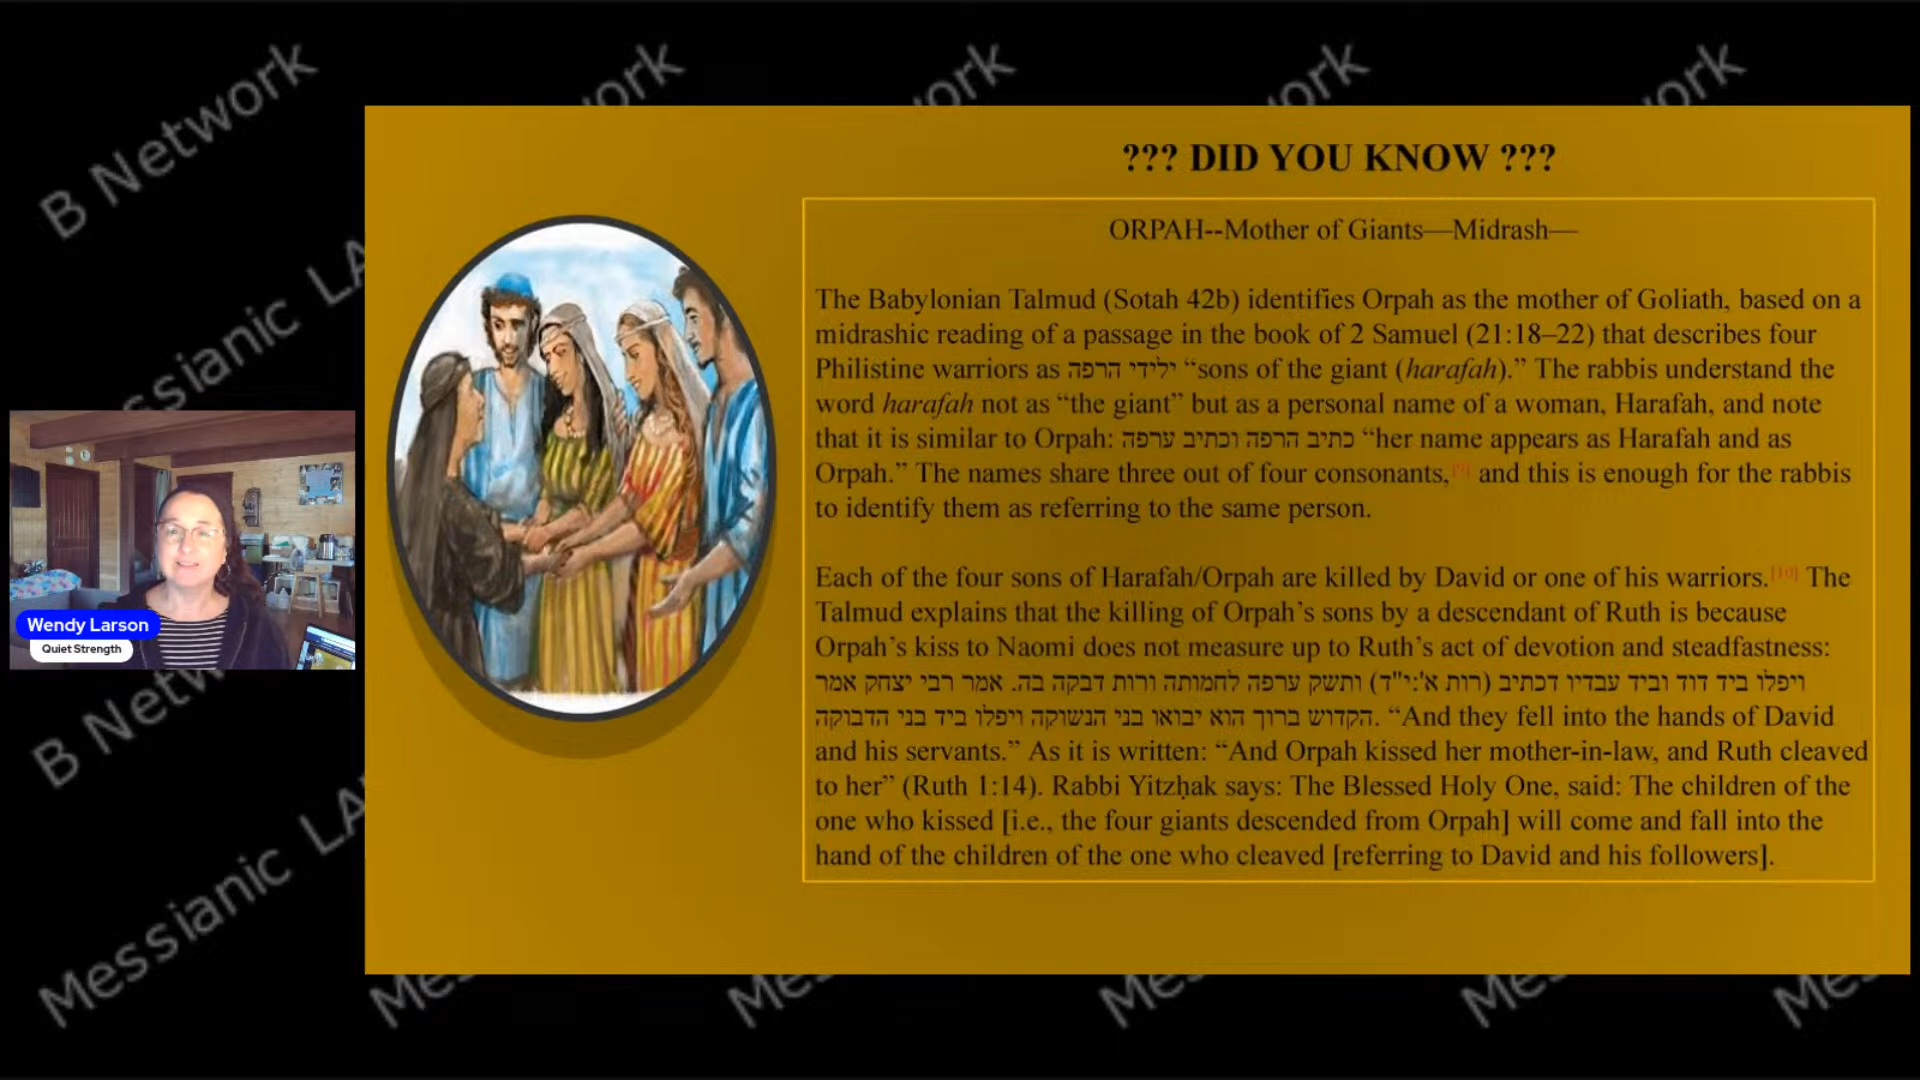 B Network
??? DID YOU KNOW ???
ORPAH--Mother of Giants—Midrash—
The Babylonian Talmud (Sotah 42b) identifies Orpah as the mother of Goliath, based on a
midrashic reading of a passage in the book of 2 Samuel (21:18–22) that describes four
Philistine warriors as ילידי הרפה “sons of the giant (harafah).” The rabbis understand the
word harafah not as “the giant” but as a personal name of a woman, Harafah, and note
that it is similar to Orpah: כתיב הרפה וכתיב ערפה “her name appears as Harafah and as
Orpah.” The names share three out of four consonants,[9] and this is enough for the rabbis
to identify them as referring to the same person.
Each of the four sons of Harafah/Orpah are killed by David or one of his warriors.[10] The
Talmud explains that the killing of Orpah’s sons by a descendant of Ruth is because
Orpah’s kiss to Naomi does not measure up to Ruth’s act of devotion and steadfastness:
ויפלו ביד דוד וביד עבדיו דכתיב (רות א':י"ד) ותשק ערפה לחמותה ורות דבקה בה. אמר רבי יצחק אמר
הקדוש ברוך הוא יבואו בני הנשוקה ויפלו ביד בני הדבוקה. “And they fell into the hands of David
and his servants.” As it is written: “And Orpah kissed her mother-in-law, and Ruth cleaved
to her” (Ruth 1:14). Rabbi Yitzḥak says: The Blessed Holy One, said: The children of the
one who kissed [i.e., the four giants descended from Orpah] will come and fall into the
hand of the children of the one who cleaved [referring to David and his followers].
Wendy Larson
Quiet Strength
B Network
Messianic